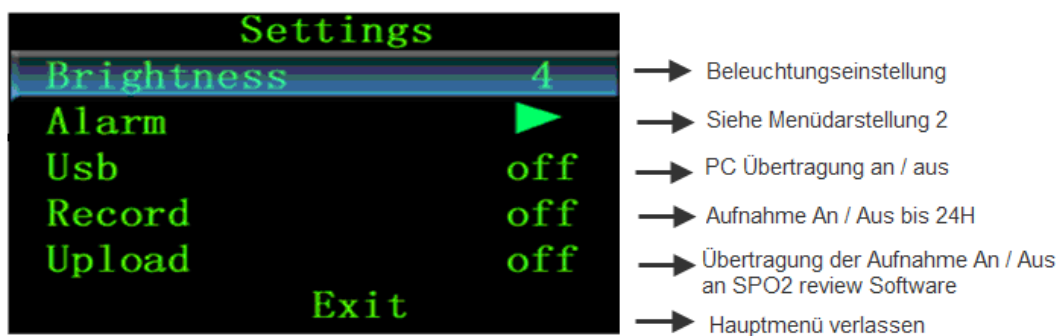 Settings
Brightness 4 Beleuchtungseinstellung
Alarm Siehe Menüdarstellung 2
Usb off PC Übertragung an / aus
Record off Aufnahme An / Aus bis 24H
Upload off Übertragung der Aufnahme An / Aus
an SPO2 review Software
Exit Hauptmenü verlassen